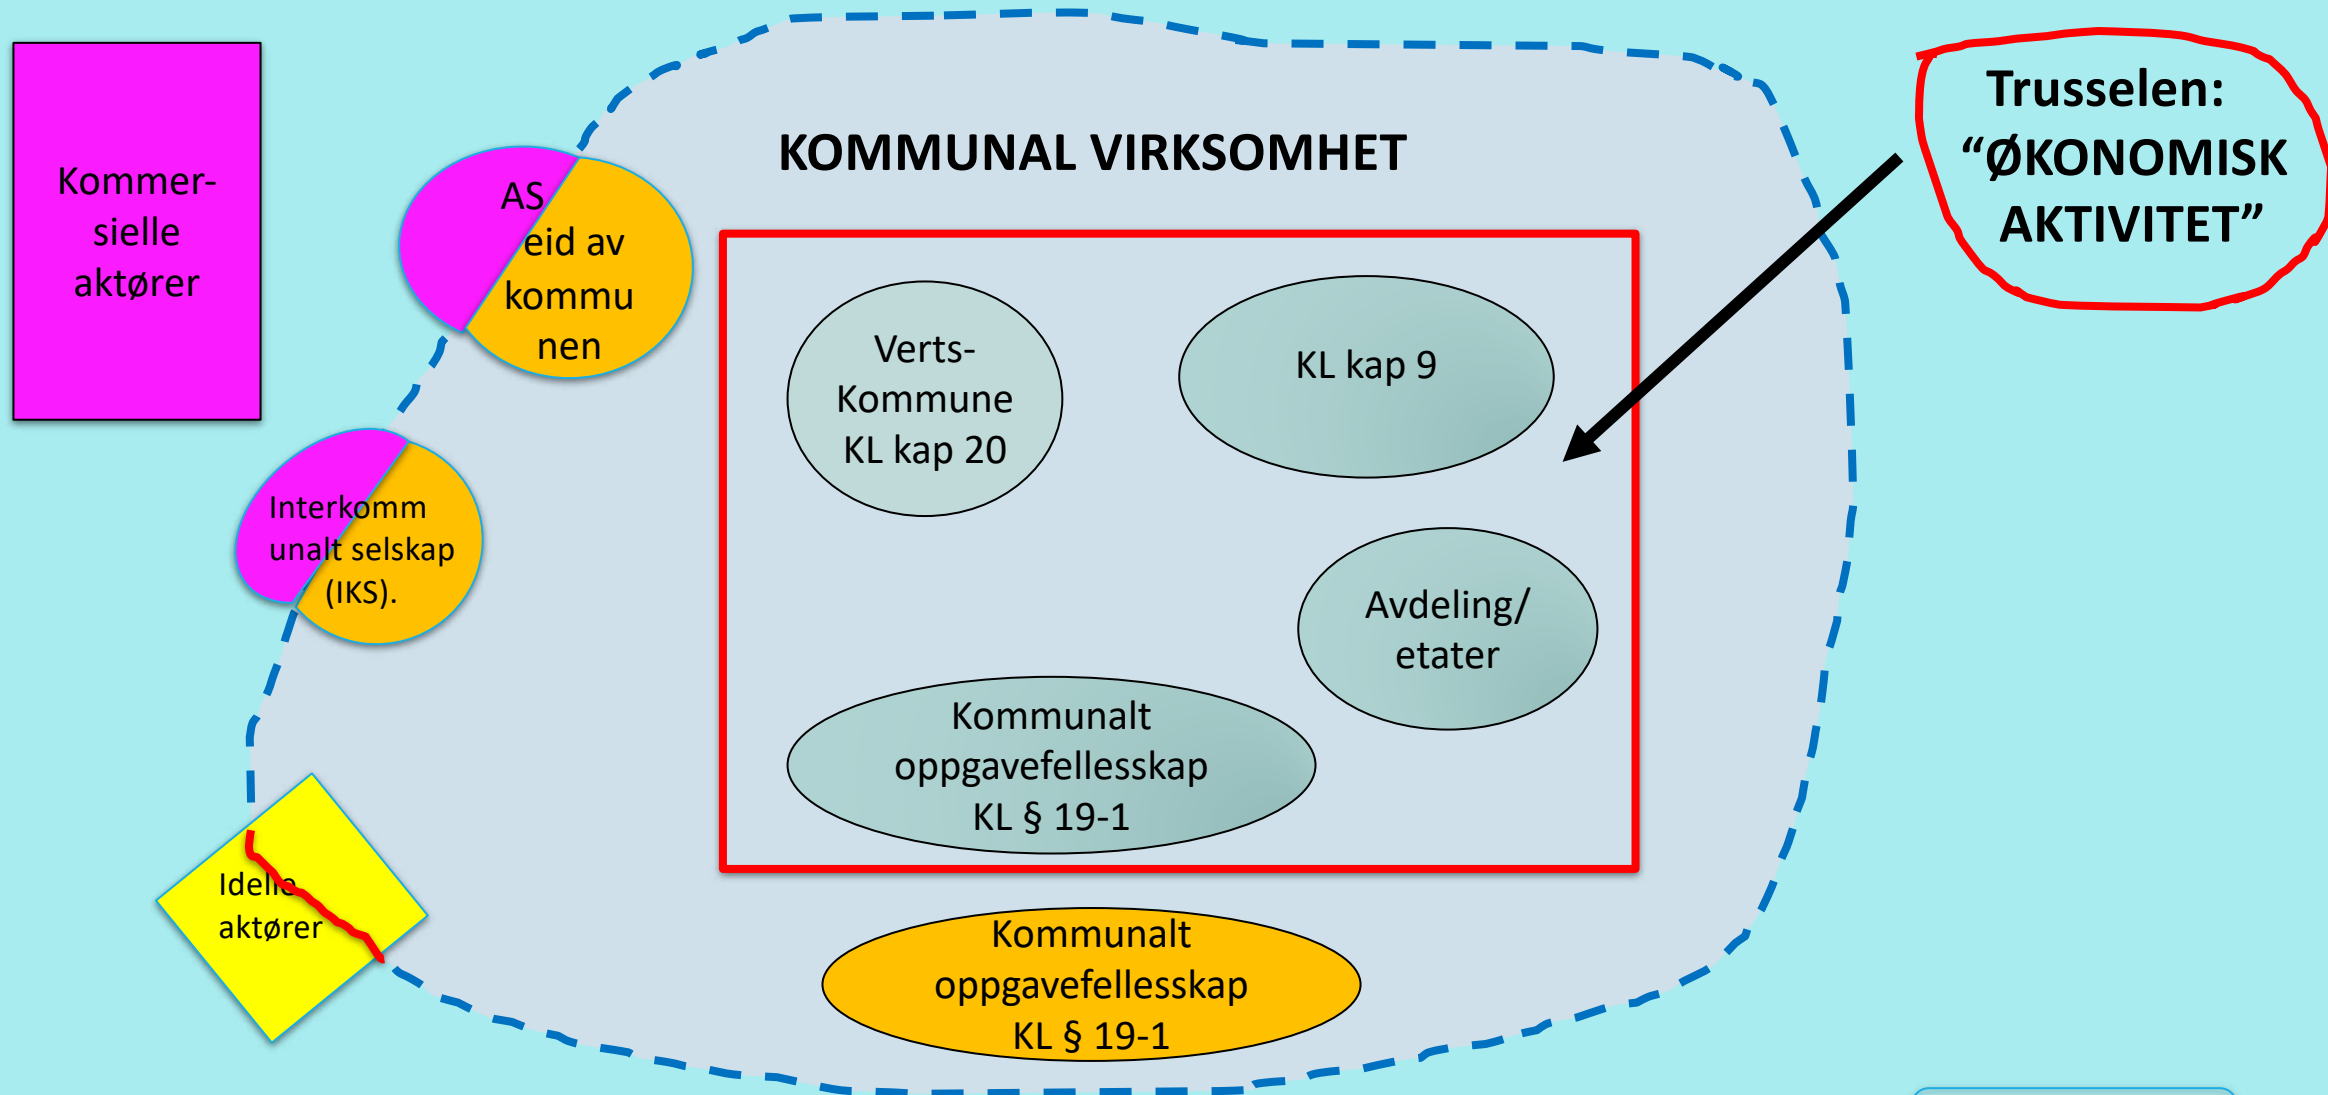 Kommer-
sielle
aktører
AS
eid av
kommu
nen
KOMMUNAL VIRKSOMHET
Trusselen:
“ØKONOMISK
AKTIVITET”
Verts-
Kommune
KL kap 20
KL kap 9
Interkomm
unalt selskap
(IKS).
Avdeling/
etater
Kommunalt
oppgavefellesskap
KL § 19-1
Idelle
aktører
Kommunalt
oppgavefellesskap
KL § 19-1